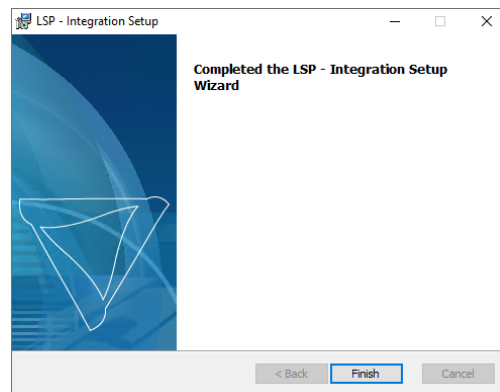 LSP - Integration Setup
Completed the LSP - Integration Setup
Wizard
< Back
Finish
Cancel